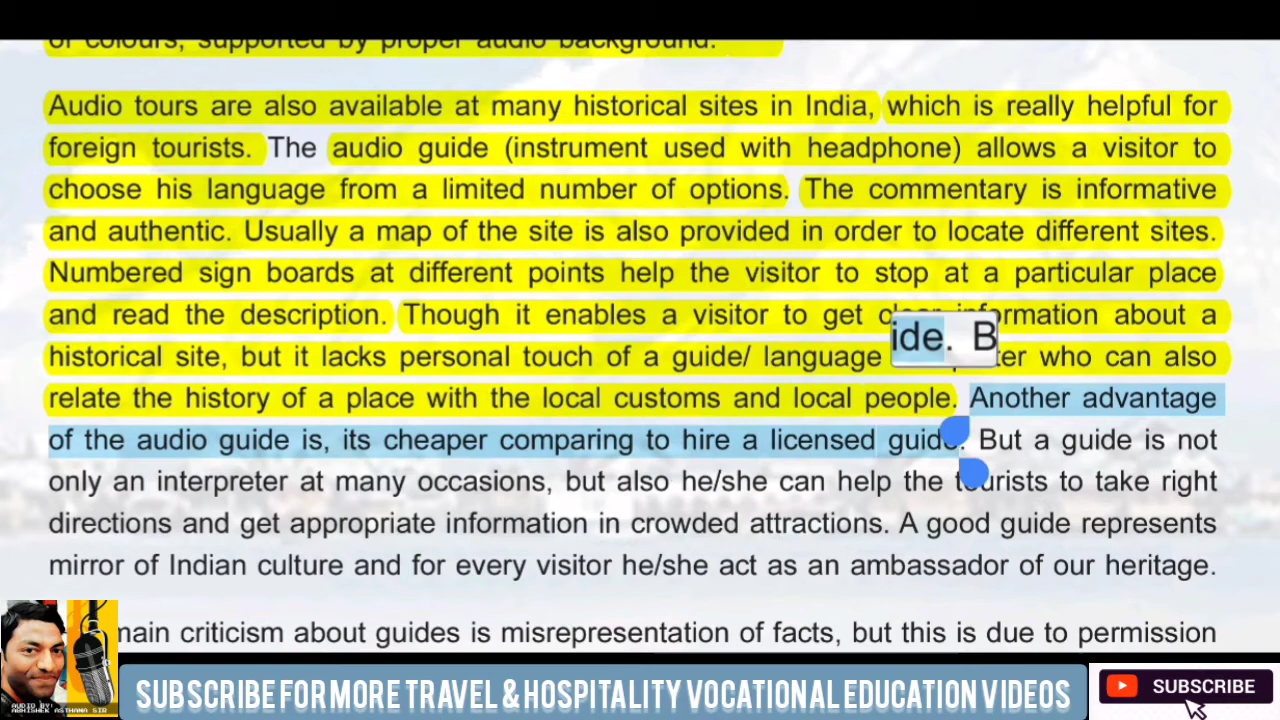 of colours, supported by proper audio background.
Audio tours are also available at many historical sites in India, which is really helpful for
foreign tourists. The audio guide (instrument used with headphone) allows a visitor to
choose his language from a limited number of options. The commentary is informative
and authentic. Usually a map of the site is also provided in order to locate different sites.
Numbered sign boards at different points help the visitor to stop at a particular place
and read the description. Though it enables a visitor to get clear information about a
ide. B
historical site, but it lacks personal touch of a guide/ language who can also
relate the history of a place with the local customs and local people. Another advantage
of the audio guide is, its cheaper comparing to hire a licensed guide. But a guide is not
only an interpreter at many occasions, but also he/she can help the tourists to take right
directions and get appropriate information in crowded attractions. A good guide represents
mirror of Indian culture and for every visitor he/she act as an ambassador of our heritage.
main criticism about guides is misrepresentation of facts, but this is due to permission
AUDIO BY:
ABHISHEK ASTHANA SIR
SUBSCRIBE FOR MORE TRAVEL & HOSPITALITY VOCATIONAL EDUCATION VIDEOS
SUBSCRIBE